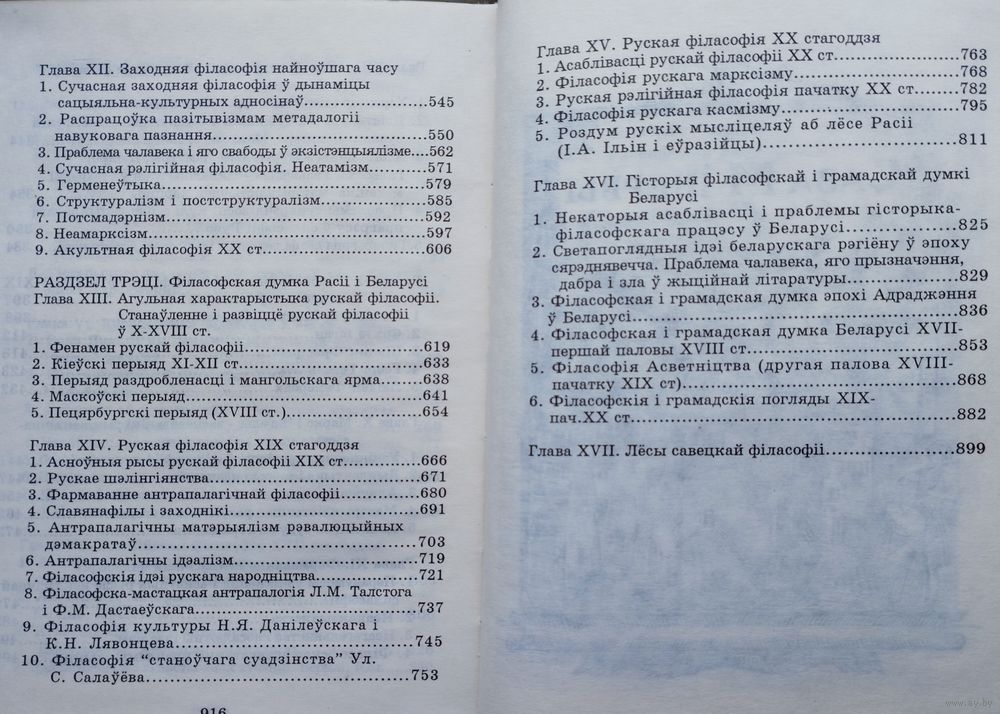 Глава XII. Заходняя філасофія найноўшага часу
1. Сучасная заходняя філасофія ў дынаміцы
сацыяльна-культурных адносінаў.....................545
2. Распрацоўка пазітывізмам метадалогіі
навуковага пазнання..............................550
3. Праблема чалавека і яго свабоды ў экзістэнцыялізме....562
4. Сучасная рэлігійная філасофія. Неатамізм........571
5. Герменеўтыка.....................................579
6. Структуралізм і постструктуралізм...............585
7. Потсмадэрнізм....................................592
8. Неамарксізм.......................................597
9. Акультная філасофія XX ст.......................606
РАЗДЗЕЛ ТРЭЦІ. Філасофская думка Расіі і Беларусі
Глава XIII. Агульная характарыстыка рускай філасофіі.
Станаўленне і развіццё рускай філасофіі
ў X-XVIII ст.
1. Фенамен рускай філасофіі........................619
2. Кіеўскі перыяд XI-XII ст........................633
3. Перыяд раздробленасці і мангольскага ярма......638
4. Маскоўскі перыяд.................................641
5. Пецярбургскі перыяд (XVIII ст.).................654
Глава XIV. Руская філасофія XIX стагоддзя
1. Асноўныя рысы рускай філасофіі XIX ст..........666
2. Рускае шэлінгіянства.............................671
3. Фармаванне антрапалагічнай філасофіі............680
4. Славянафілы і заходнікі..........................691
5. Антрапалагічны матэрыялізм рэвалюцыйных
дэмакратаў.......................................703
6. Антрапалагічны ідэалізм..........................719
7. Філасофскія ідэі рускага народніцтва.............721
8. Філасофска-мастацкая антрапалогія Л.М. Талстога
і Ф.М. Дастаеўскага..............................737
9. Філасофія культуры Н.Я. Данілеўскага і
К.Н. Лявонцева...................................745
10. Філасофія “станоўчага суадзінства” Ул.
С. Салаўёва......................................753
916
Глава XV. Руская філасофія XX стагоддзя
1. Асаблівасці рускай філасофіі XX ст...............763
2. Філасофія рускага марксізму......................768
3. Руская рэлігійная філасофія пачатку XX ст.......782
4. Філасофія рускага касмізму.......................795
5. Роздум рускіх мысліцеляў аб лёсе Расіі
(І.А. Ільін і еўразійцы).........................811
Глава XVI. Гісторыя філасофскай і грамадскай думкі
Беларусі
1. Некаторыя асаблівасці і праблемы гісторыка-
філасофскага працэсу ў Беларусі..................825
2. Светапоглядныя ідэі беларускага рэгіёну ў эпоху
сярэднявечча. Праблема чалавека, яго прызначэння,
дабра і зла ў жыційнай літаратуры................829
3. Філасофская і грамадская думка эпохі Адраджэння
ў Беларусі.......................................836
4. Філасофская і грамадская думка Беларусі XVII-
першай паловы XVIII ст...........................853
5. Філасофія Асветніцтва (другая палова XVIII-
пачатку XIX ст)..................................868
6. Філасофскія і грамадскія погляды XIX-
пач.XX ст........................................882
Глава XVII. Лёсы савецкай філасофіі.................899
www.ay.by